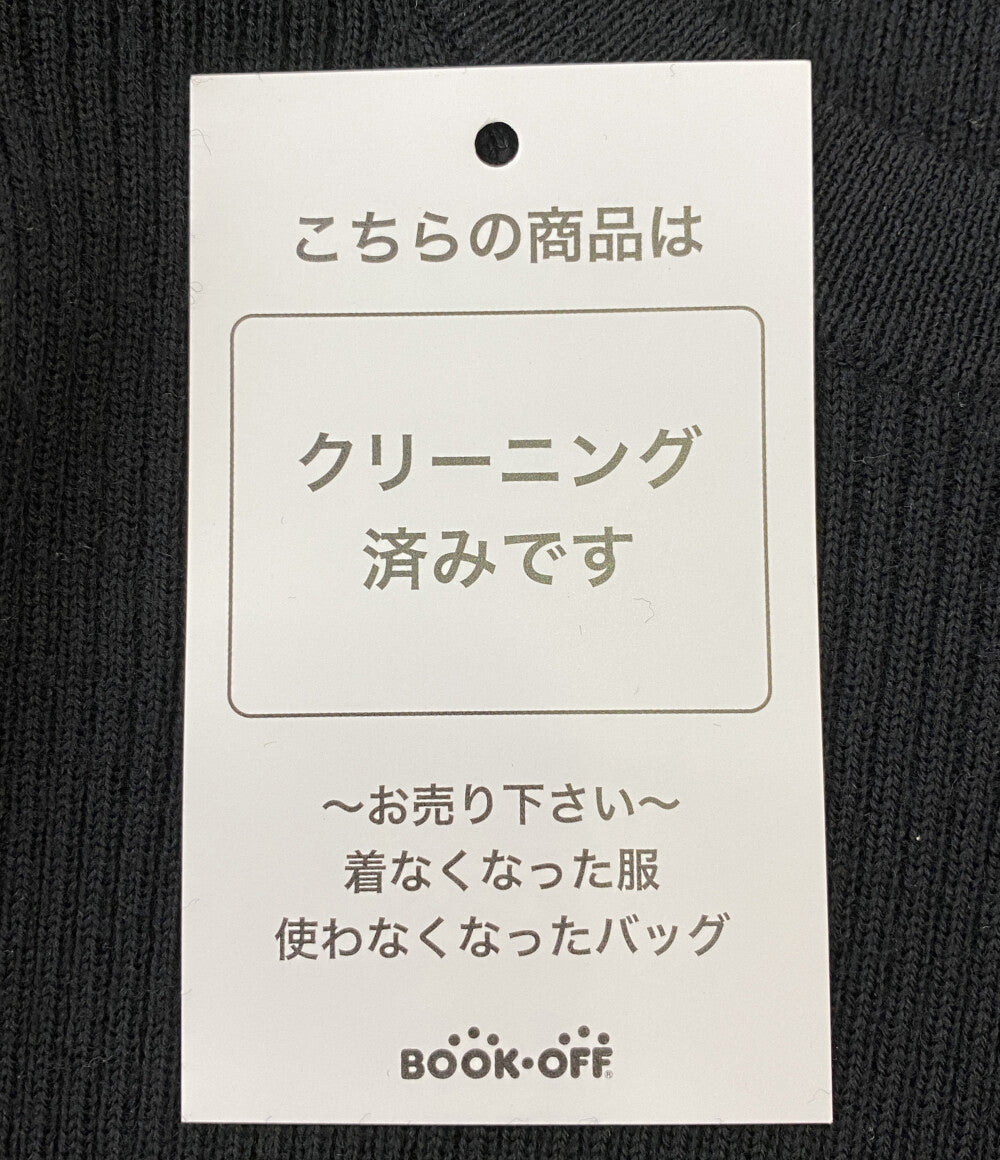 こちらの商品は
クリーニング
済みです
～お売り下さい～
着なくなった服
使わなくなったバッグ
BOOK・OFF®